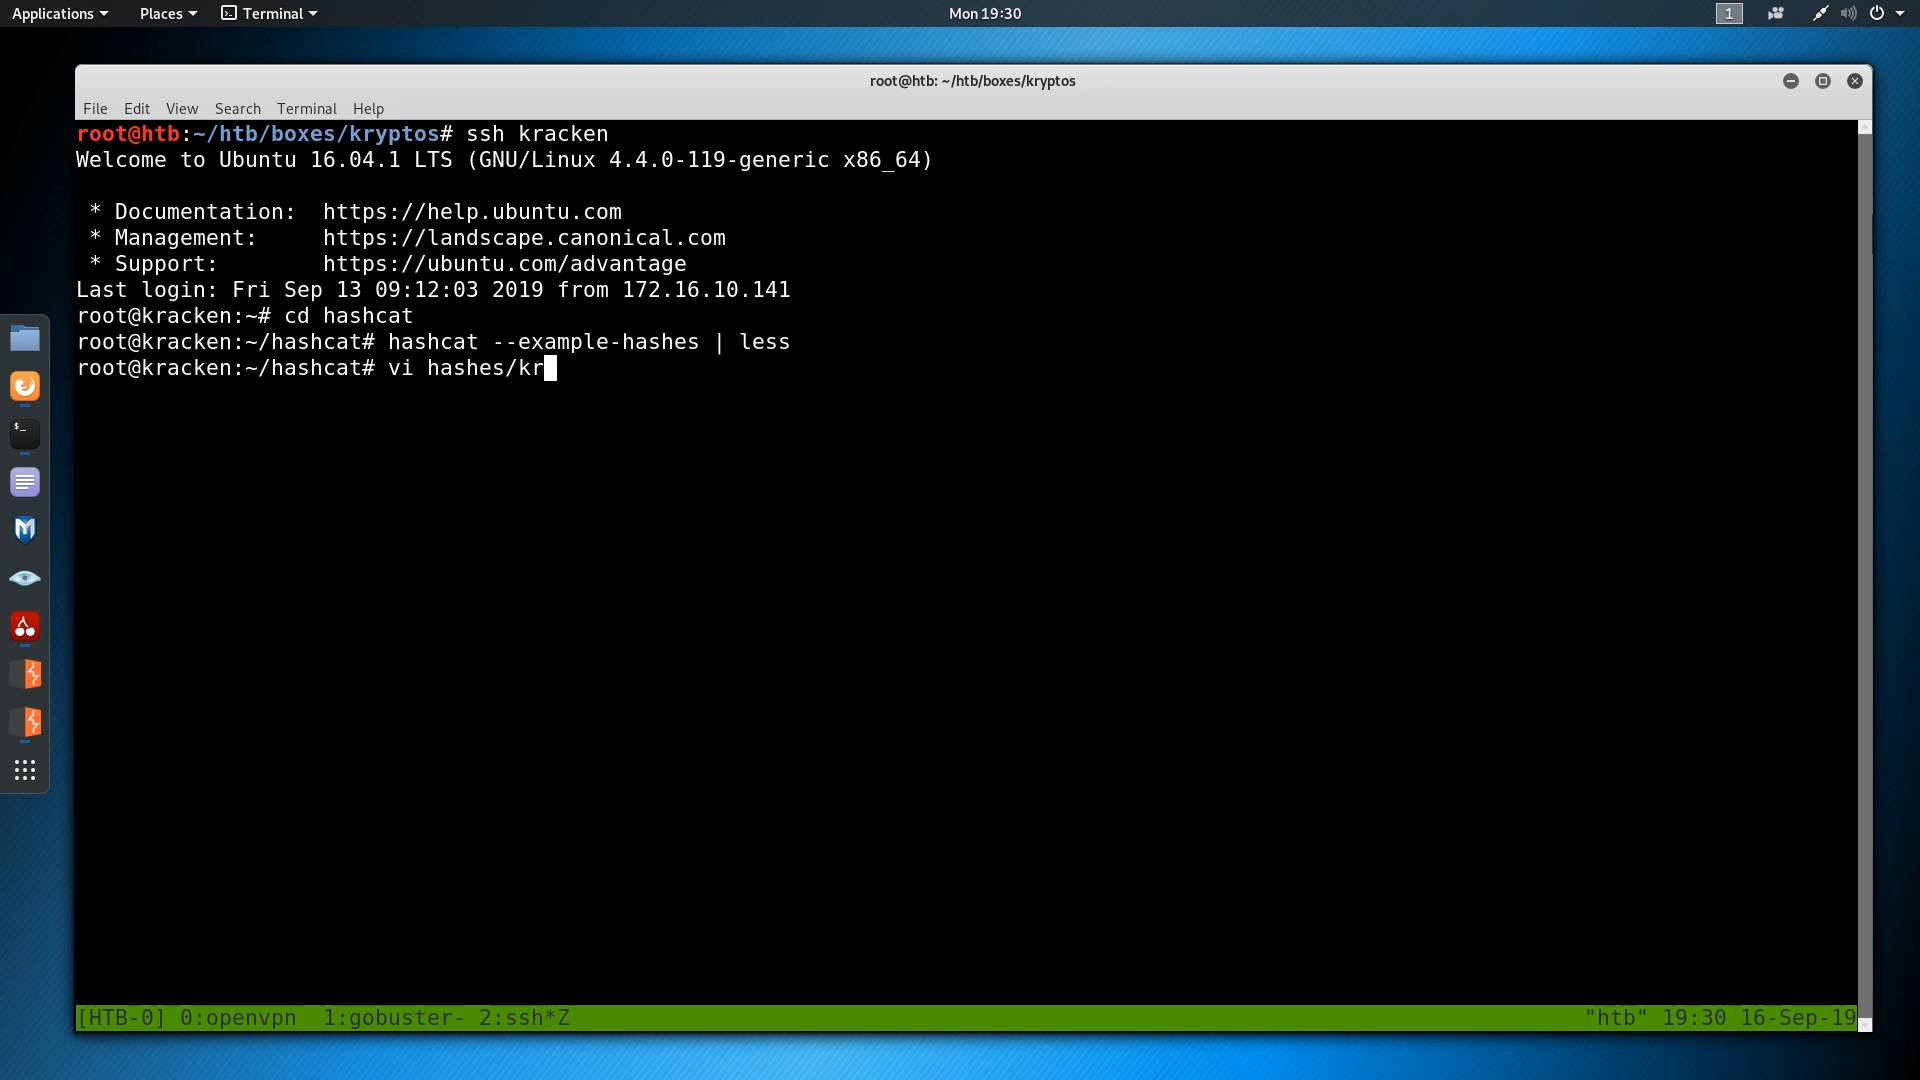 Applications Places Terminal Mon 19:30 1
root@htb: ~/htb/boxes/kryptos
File Edit View Search Terminal Help
root@htb:~/htb/boxes/kryptos# ssh kracken
Welcome to Ubuntu 16.04.1 LTS (GNU/Linux 4.4.0-119-generic x86_64)
* Documentation:  https://help.ubuntu.com
* Management:     https://landscape.canonical.com
* Support:        https://ubuntu.com/advantage
Last login: Fri Sep 13 09:12:03 2019 from 172.16.10.141
root@kracken:~# cd hashcat
root@kracken:~/hashcat# hashcat --example-hashes | less
root@kracken:~/hashcat# vi hashes/kr
$_
[HTB-0] 0:openvpn  1:gobuster- 2:ssh*Z "htb" 19:30 16-Sep-19